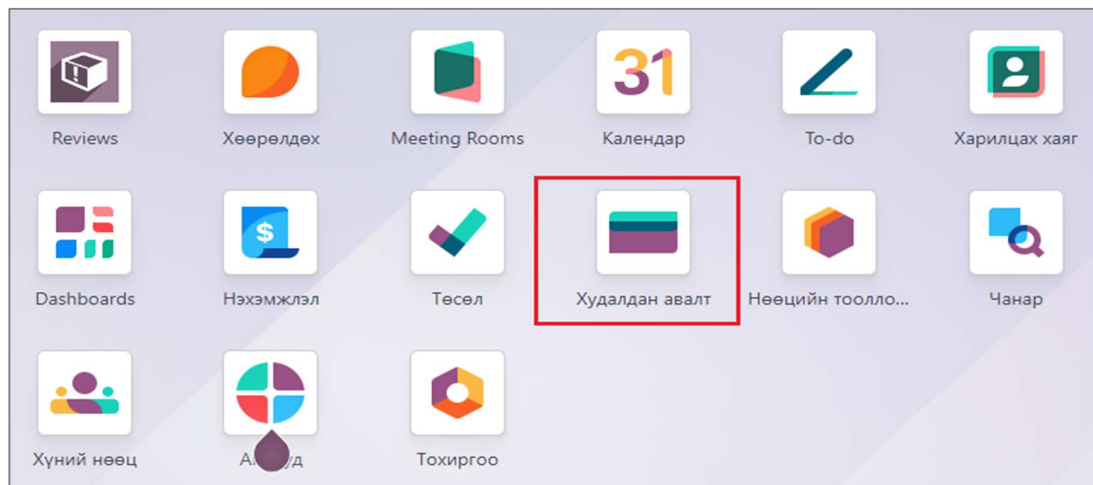 Reviews
Хөөрөлдөх
Meeting Rooms
31
Календар
To-do
Харилцах хаяг
Dashboards
$
Нэхэмжлэл
Төсөл
Худалдан авалт
Нөөцийн тоолло...
Чанар
Хүний нөөц
Тохиргоо